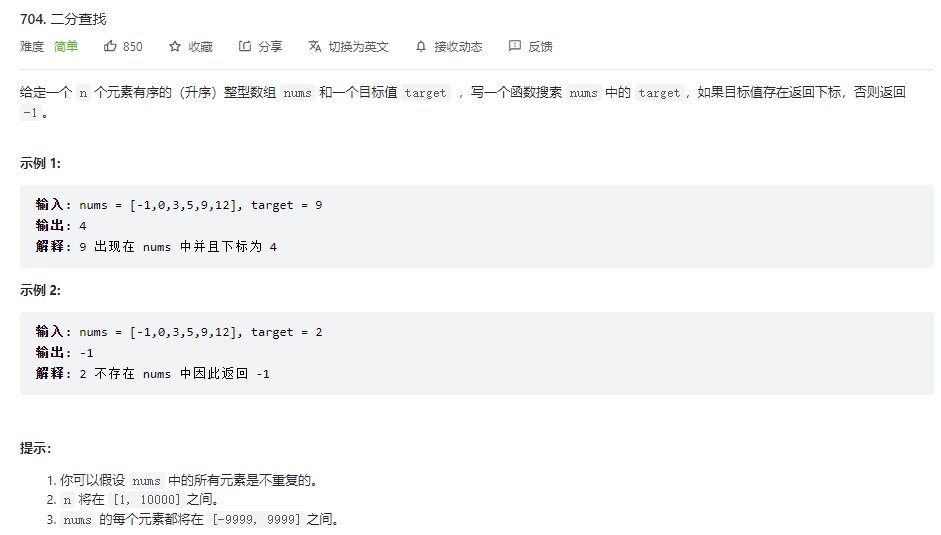 704. 二分查找
难度 简单 850 收藏 分享 切换为英文 接收动态 反馈
给定一个 n 个元素有序的（升序）整型数组 nums 和一个目标值 target ，写一个函数搜索 nums 中的 target，如果目标值存在返回下标，否则返回
-1。
示例 1:
输入: nums = [-1,0,3,5,9,12], target = 9
输出: 4
解释: 9 出现在 nums 中并且下标为 4
示例 2:
输入: nums = [-1,0,3,5,9,12], target = 2
输出: -1
解释: 2 不存在 nums 中因此返回 -1
提示：
1. 你可以假设 nums 中的所有元素是不重复的。
2. n 将在 [1, 10000]之间。
3. nums 的每个元素都将在 [-9999, 9999]之间。